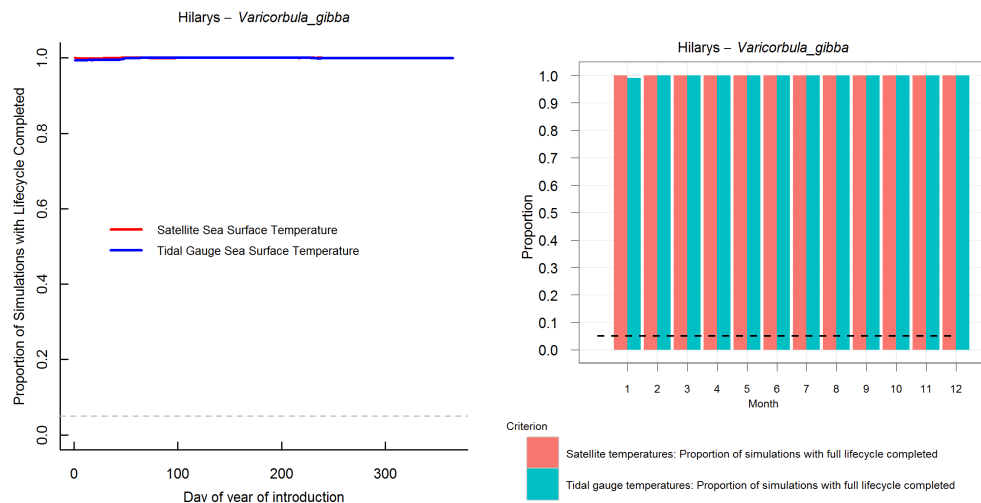 Hilarys – Varicorbula_gibba
Proportion of Simulations with Lifecycle Completed
1.0
0.8
0.6
0.4
0.2
0.0
Satellite Sea Surface Temperature
Tidal Gauge Sea Surface Temperature
0 100 200 300
Day of year of introduction
Hilarys – Varicorbula_gibba
Proportion
1.0
0.9
0.8
0.7
0.6
0.5
0.4
0.3
0.2
0.1
0.0
1 2 3 4 5 6 7 8 9 10 11 12
Month
Criterion
Satellite temperatures: Proportion of simulations with full lifecycle completed
Tidal gauge temperatures: Proportion of simulations with full lifecycle completed